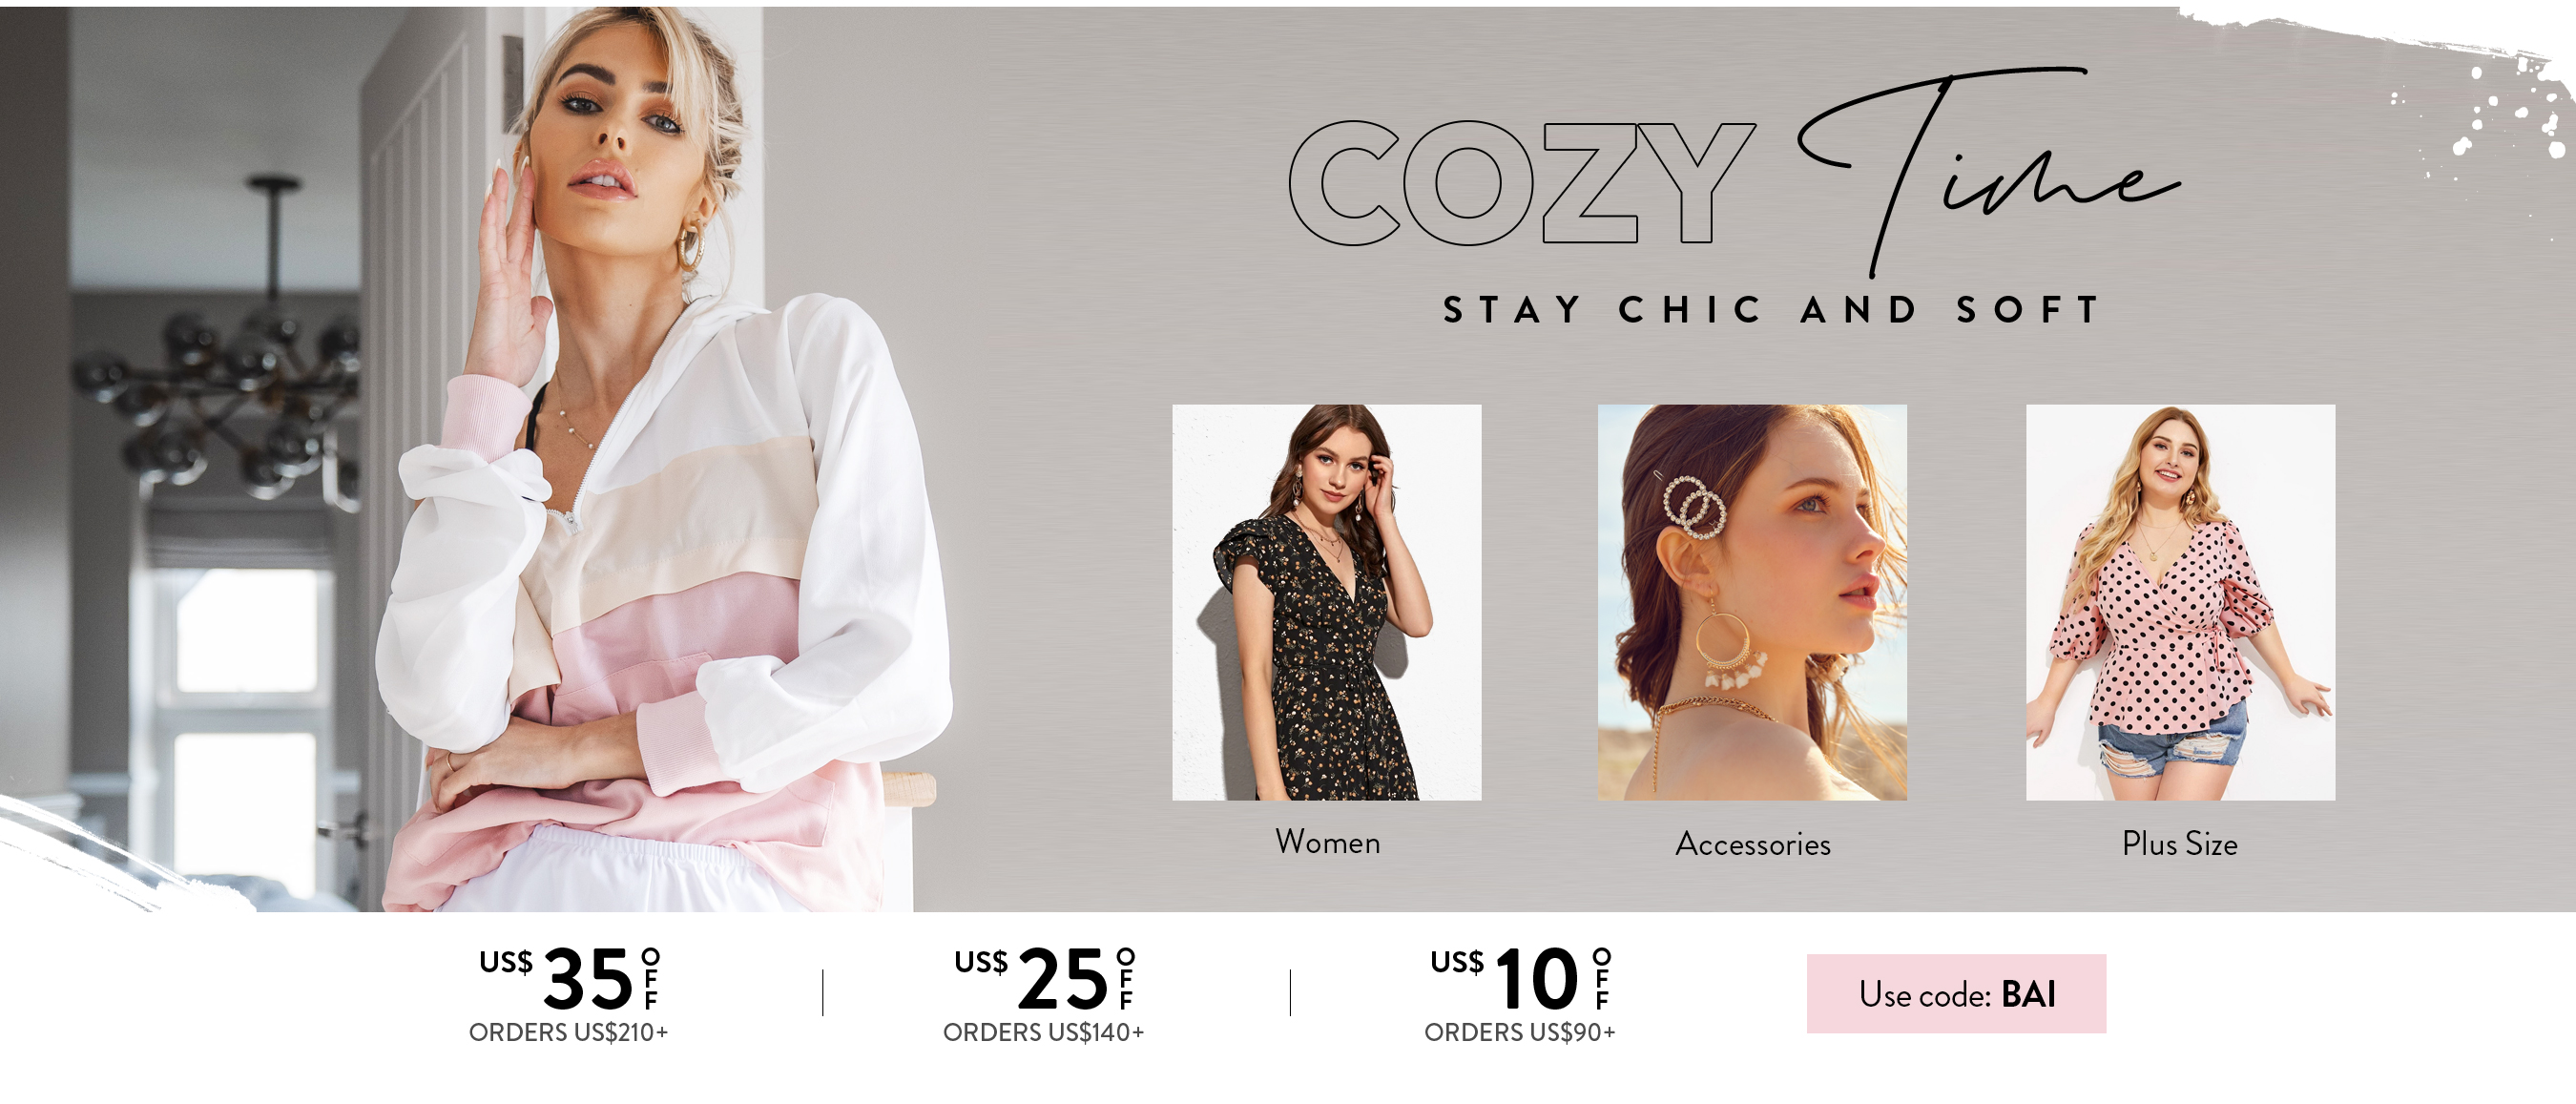 COZY Time
STAY CHIC AND SOFT
Women
Accessories
Plus Size
US$ 35 OFF
ORDERS US$210+
US$ 25 OFF
ORDERS US$140+
US$ 10 OFF
ORDERS US$90+
Use code: BAI